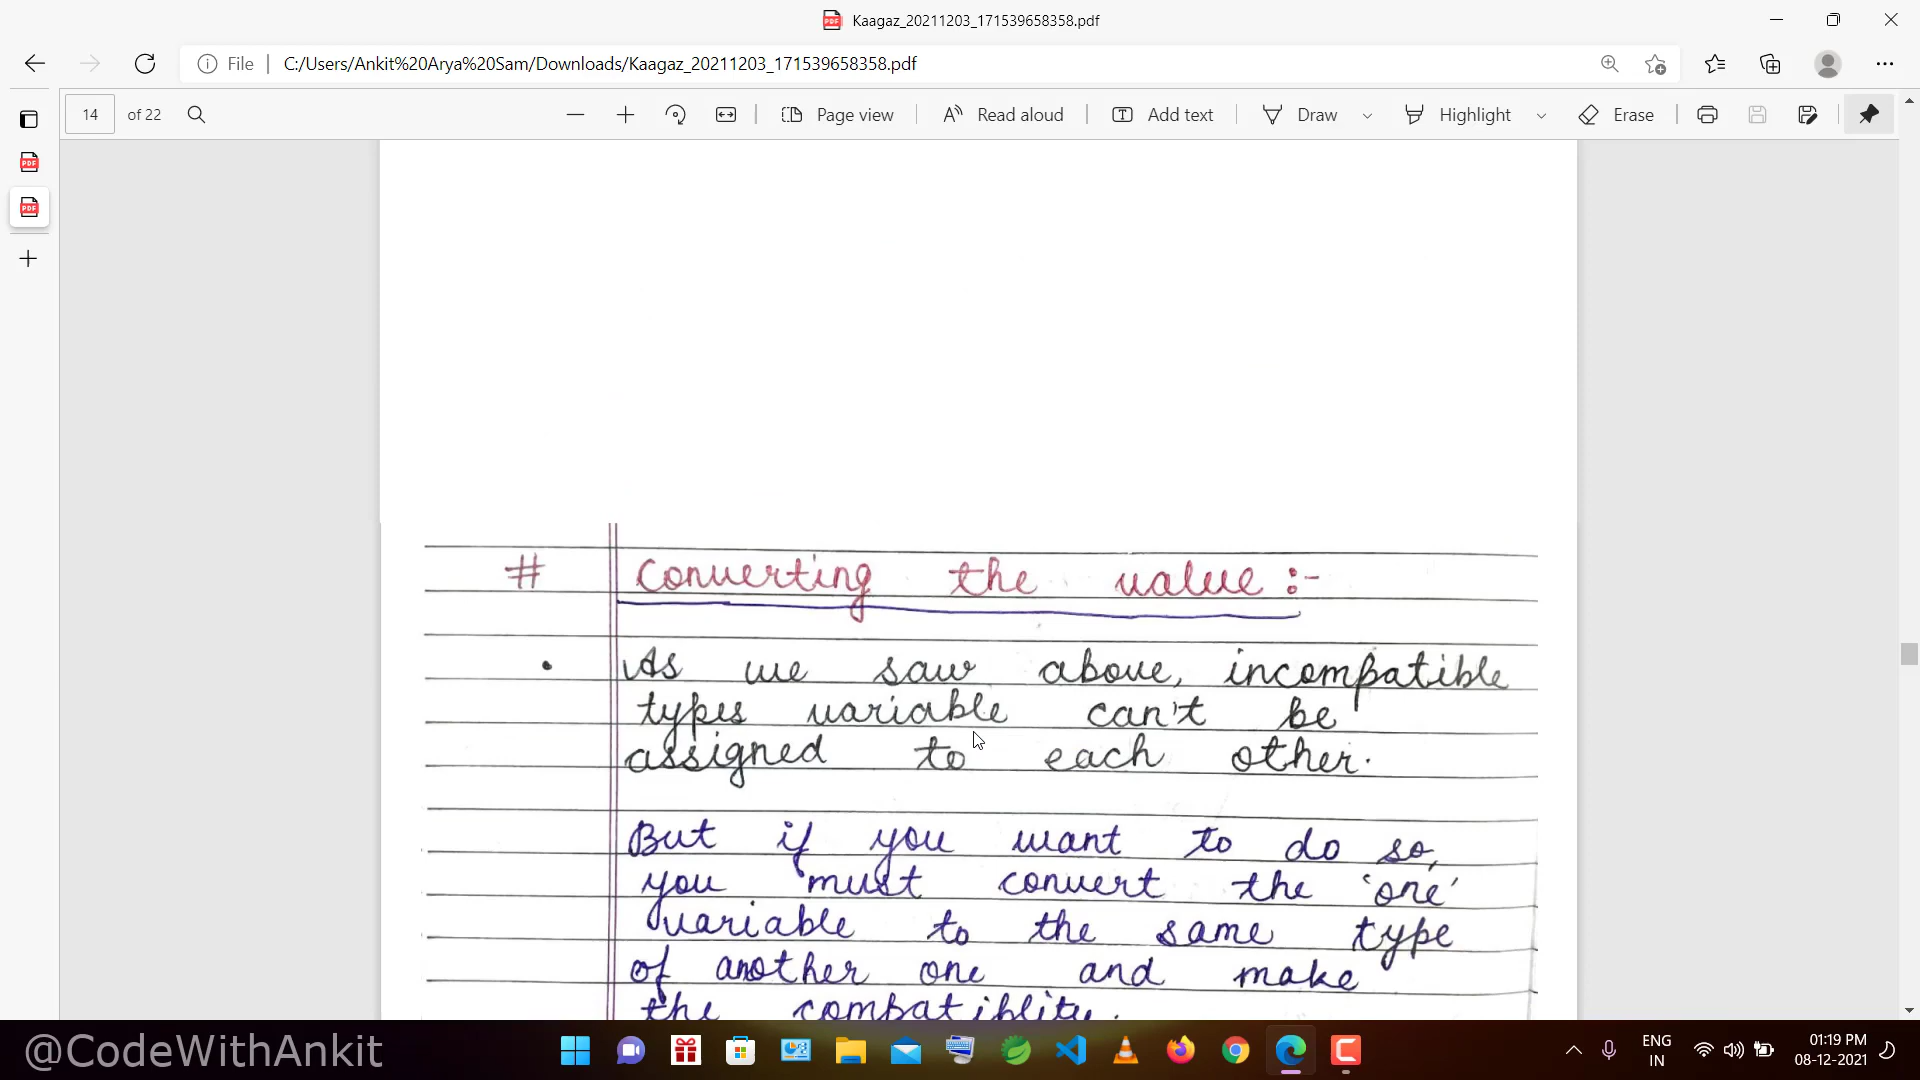 Kaagaz_20211203_171539658358.pdf
File C:/Users/Ankit%20Arya%20Sam/Downloads/Kaagaz_20211203_171539658358.pdf
14 of 22 Page view Read aloud Add text Draw Highlight Erase
# Converting the value :-
• As we saw above, incompatible
types variable can't be
assigned to each other.
But if you want to do so,
you must convert the 'one'
variable to the same type
of another one and make
the compatiblity.
@CodeWithAnkit
ENG
IN
01:19 PM
08-12-2021